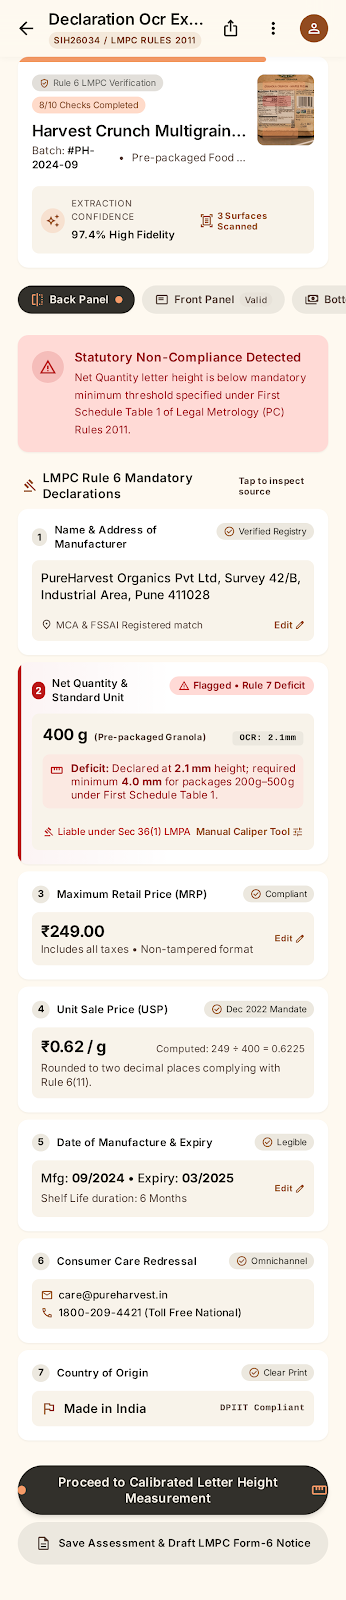 Declaration Ocr Ex...
SIH26034 / LMPC RULES 2011
Rule 6 LMPC Verification
8/10 Checks Completed
Harvest Crunch Multigrain...
Batch: #PH-2024-09 • Pre-packaged Food ...
EXTRACTION
CONFIDENCE
97.4% High Fidelity
3 Surfaces
Scanned
Back Panel
Front Panel Valid
Bott
Statutory Non-Compliance Detected
Net Quantity letter height is below mandatory
minimum threshold specified under First
Schedule Table 1 of Legal Metrology (PC)
Rules 2011.
LMPC Rule 6 Mandatory
Declarations
Tap to inspect
source
1 Name & Address of
Manufacturer
Verified Registry
PureHarvest Organics Pvt Ltd, Survey 42/B,
Industrial Area, Pune 411028
MCA & FSSAI Registered match Edit
2 Net Quantity &
Standard Unit
Flagged • Rule 7 Deficit
400 g (Pre-packaged Granola) OCR: 2.1mm
Deficit: Declared at 2.1 mm height; required
minimum 4.0 mm for packages 200g–500g
under First Schedule Table 1.
Liable under Sec 36(1) LMPA Manual Caliper Tool
3 Maximum Retail Price (MRP) Compliant
₹249.00
Includes all taxes • Non-tampered format
Edit
4 Unit Sale Price (USP) Dec 2022 Mandate
₹0.62 / g Computed: 249 ÷ 400 = 0.6225
Rounded to two decimal places complying with
Rule 6(11).
5 Date of Manufacture & Expiry Legible
Mfg: 09/2024 • Expiry: 03/2025
Shelf Life duration: 6 Months
Edit
6 Consumer Care Redressal Omnichannel
care@pureharvest.in
1800-209-4421 (Toll Free National)
7 Country of Origin Clear Print
Made in India DPIIT Compliant
Proceed to Calibrated Letter Height
Measurement
Save Assessment & Draft LMPC Form-6 Notice